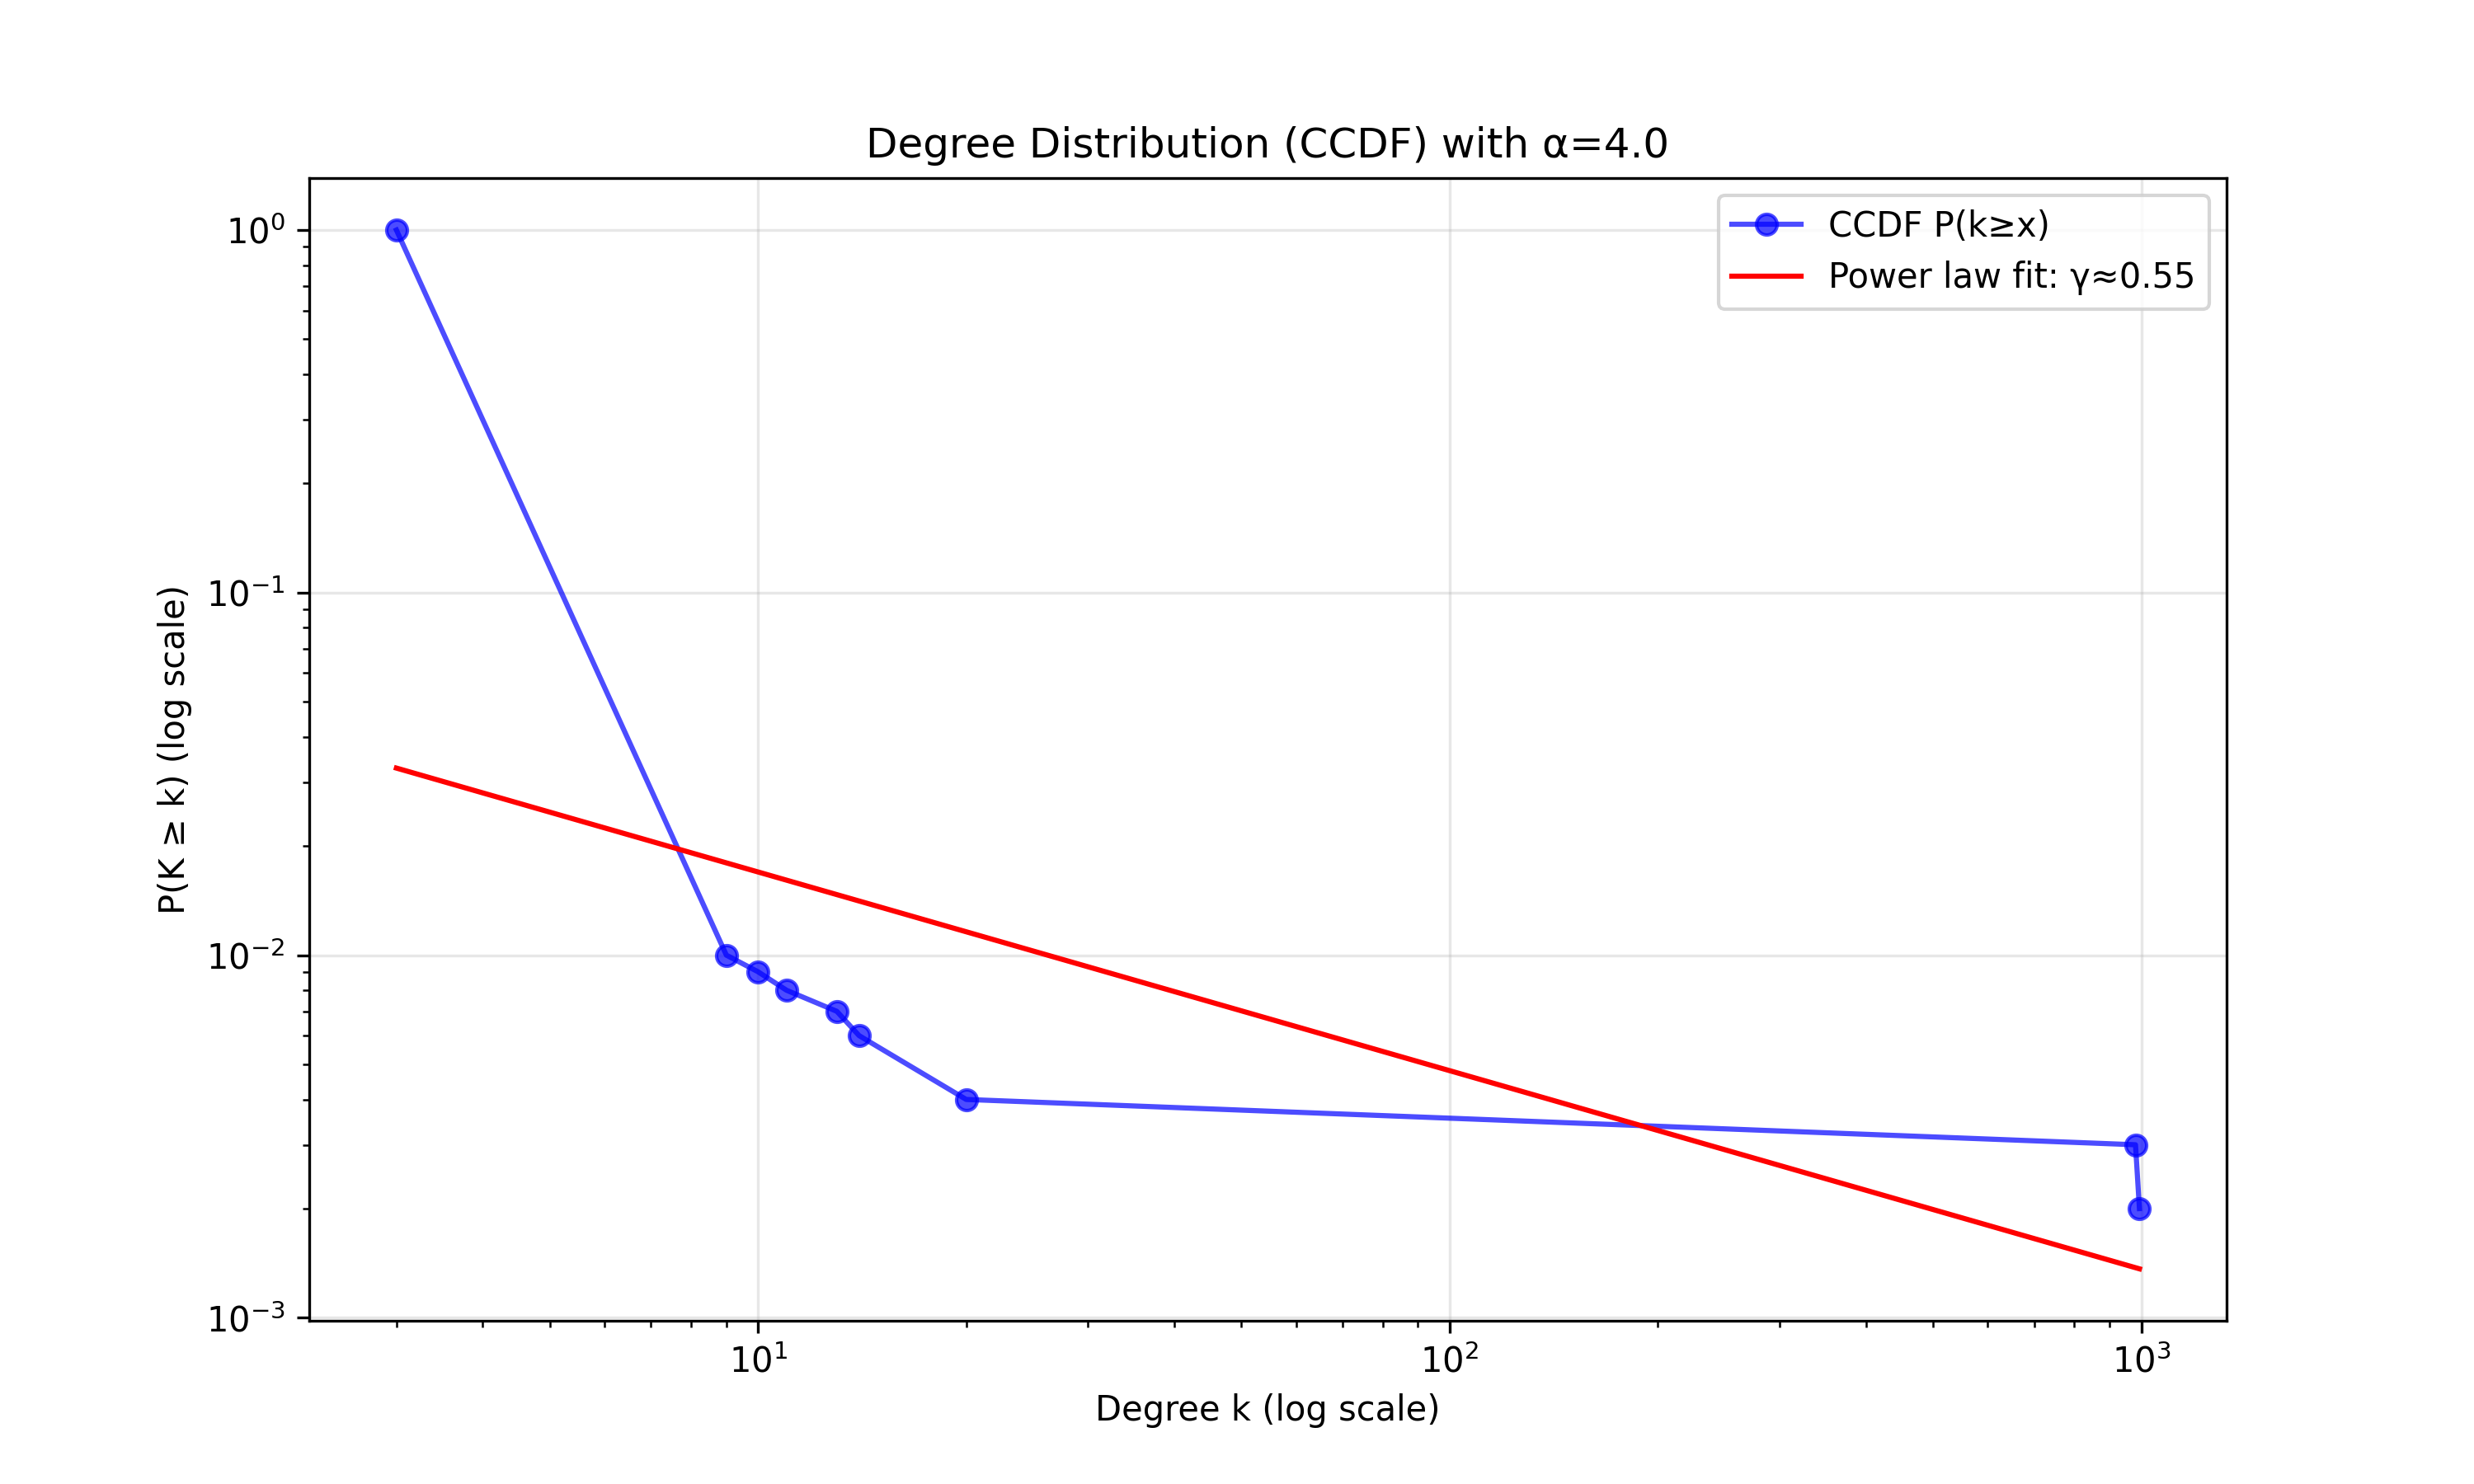 Degree Distribution (CCDF) with α=4.0
CCDF P(k≥x)
Power law fit: γ≈0.55
P(K ≥ k) (log scale)
10⁰
10⁻¹
10⁻²
10⁻³
10¹
10²
10³
Degree k (log scale)